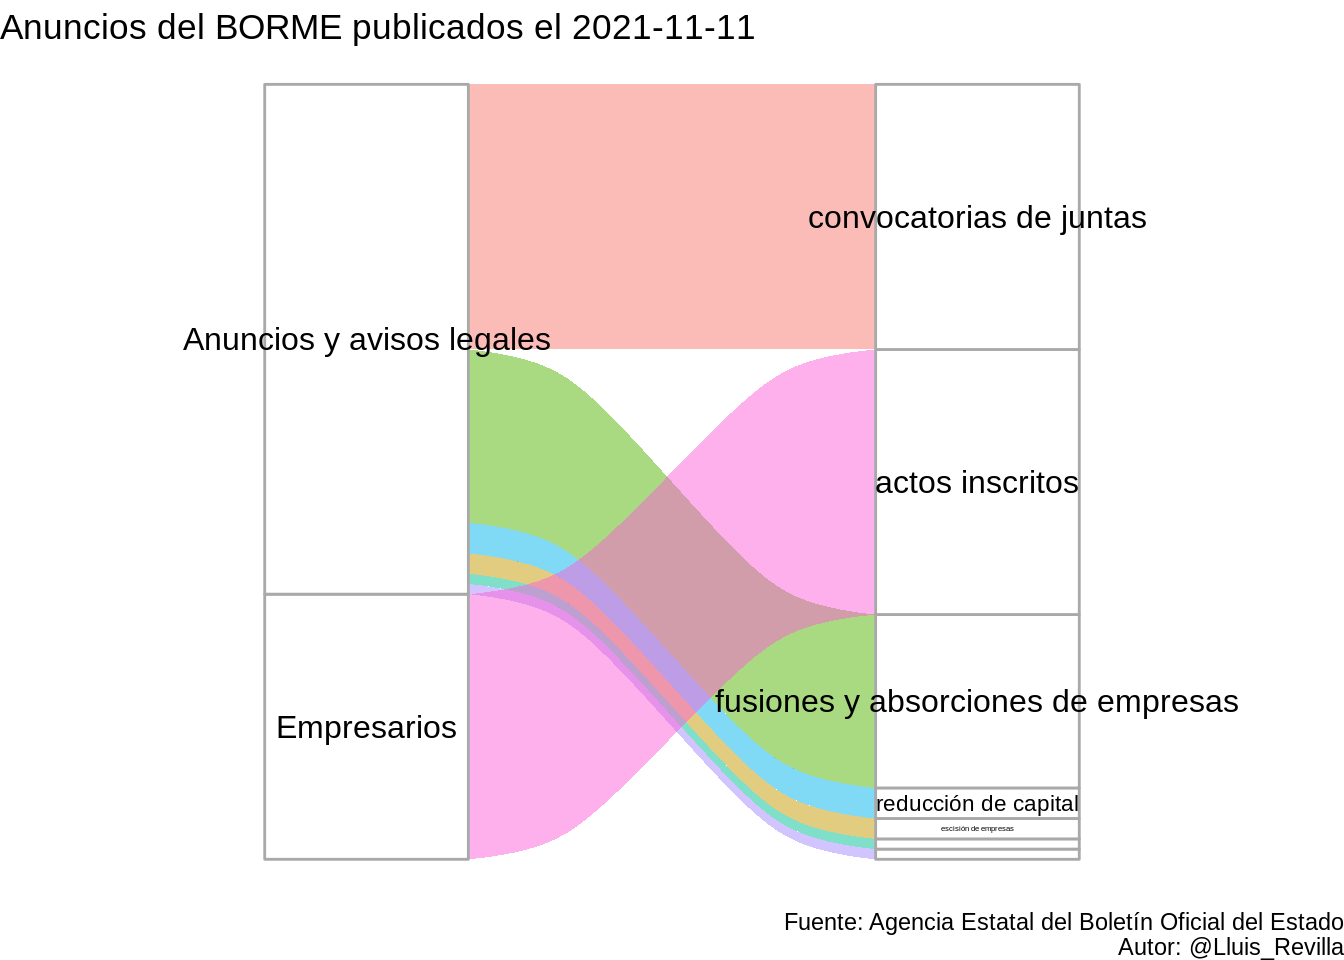 Anuncios del BORME publicados el 2021-11-11
convocatorias de juntas
Anuncios y avisos legales
actos inscritos
fusiones y absorciones de empresas
Empresarios
reducción de capital
escisión de empresas
Fuente: Agencia Estatal del Boletín Oficial del Estado
Autor: @Lluis_Revilla